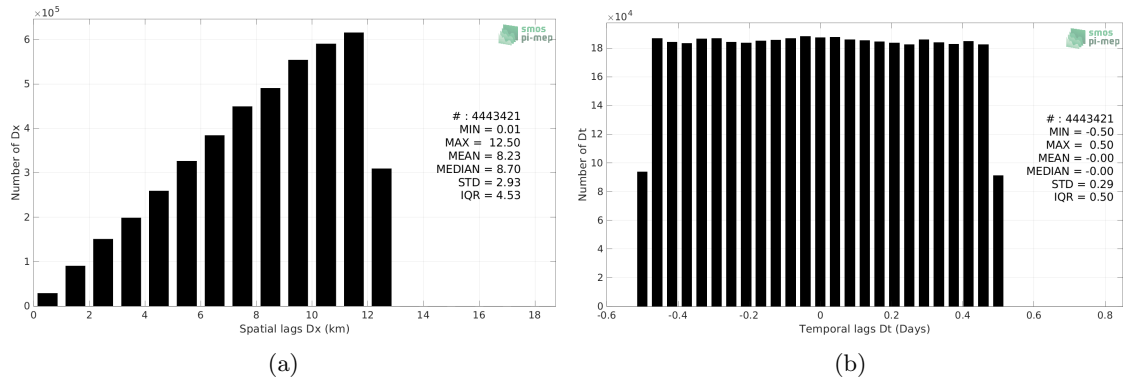 ×10⁵
smos
pi-mep
6
5
4
3
2
1
0
Number of Dx
# : 4443421
MIN = 0.01
MAX = 12.50
MEAN = 8.23
MEDIAN = 8.70
STD = 2.93
IQR = 4.53
0 2 4 6 8 10 12 14 16 18
Spatial lags Dx (km)
(a)
×10⁴
smos
pi-mep
18
16
14
12
10
8
6
4
2
0
Number of Dt
# : 4443421
MIN = -0.50
MAX = 0.50
MEAN = -0.00
MEDIAN = -0.00
STD = 0.29
IQR = 0.50
-0.6 -0.4 -0.2 0 0.2 0.4 0.6 0.8
Temporal lags Dt (Days)
(b)